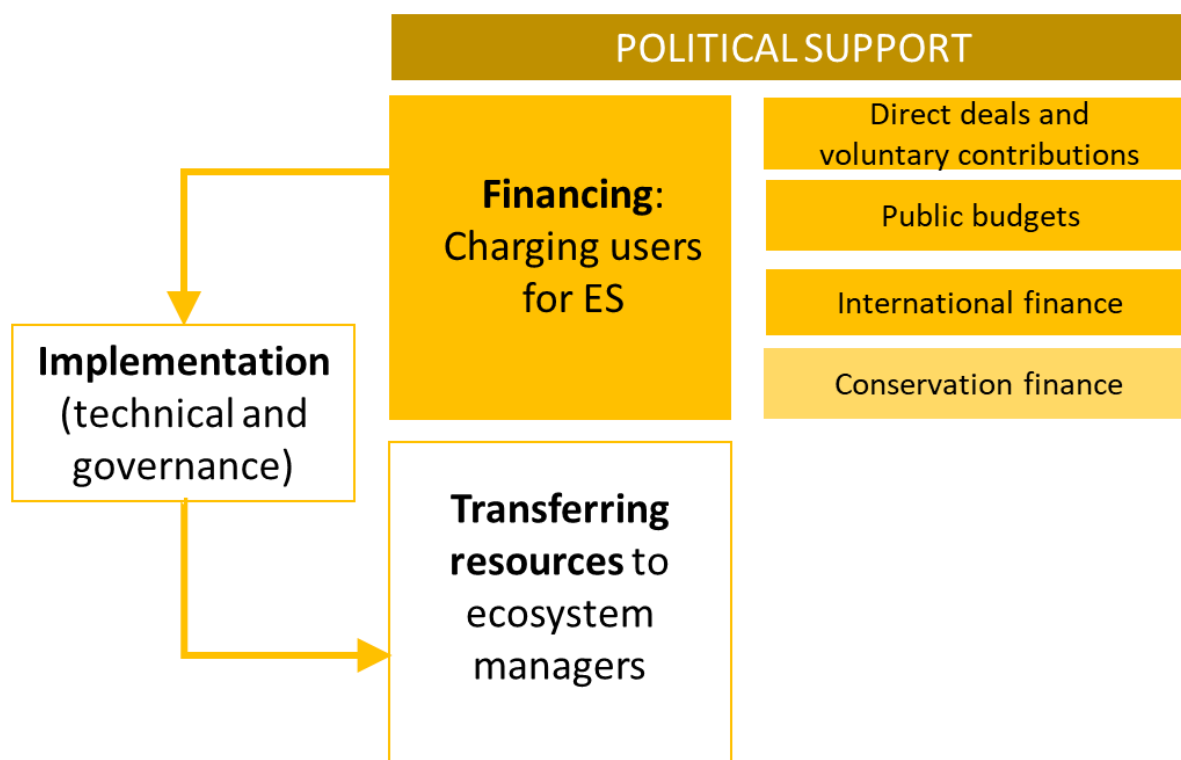 POLITICAL SUPPORT
Financing:
Charging users
for ES
Direct deals and
voluntary contributions
Public budgets
International finance
Conservation finance
Implementation
(technical and
governance)
Transferring
resources to
ecosystem
managers